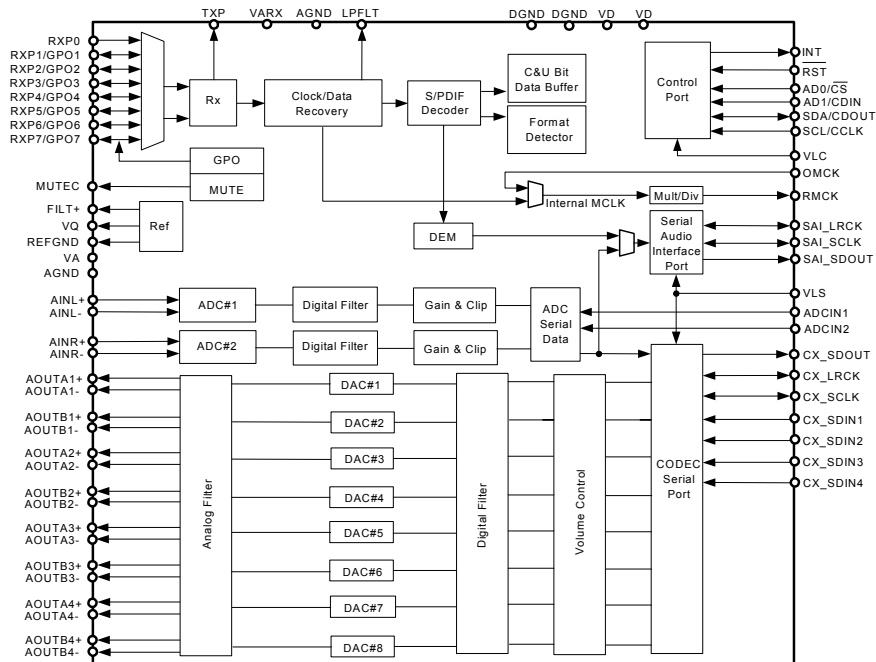 TXP
VARX
AGND
LPFLT
DGND
DGND
VD
VD
RXP0
RXP1/GPO1
RXP2/GPO2
RXP3/GPO3
RXP4/GPO4
RXP5/GPO5
RXP6/GPO6
RXP7/GPO7
Rx
Clock/Data
Recovery
S/PDIF
Decoder
C&U Bit
Data Buffer
Format
Detector
Control
Port
INT
RST
AD0/CS
AD1/CDIN
SDA/CDOUT
SCL/CCLK
VLC
GPO
MUTE
MUTEC
OMCK
Internal MCLK
Mult/Div
RMCK
FILT+
VQ
REFGND
Ref
VA
AGND
DEM
Serial
Audio
Interface
Port
SAI_LRCK
SAI_SCLK
SAI_SDOUT
VLS
AINL+
AINL-
ADC#1
Digital Filter
Gain & Clip
ADC
Serial
Data
ADCIN1
ADCIN2
AINR+
AINR-
ADC#2
Digital Filter
Gain & Clip
CX_SDOUT
CX_LRCK
CX_SCLK
CX_SDIN1
CX_SDIN2
CX_SDIN3
CX_SDIN4
AOUTA1+
AOUTA1-
AOUTB1+
AOUTB1-
AOUTA2+
AOUTA2-
AOUTB2+
AOUTB2-
AOUTA3+
AOUTA3-
AOUTB3+
AOUTB3-
AOUTA4+
AOUTA4-
AOUTB4+
AOUTB4-
Analog Filter
DAC#1
DAC#2
DAC#3
DAC#4
DAC#5
DAC#6
DAC#7
DAC#8
Digital Filter
Volume Control
CODEC
Serial
Port